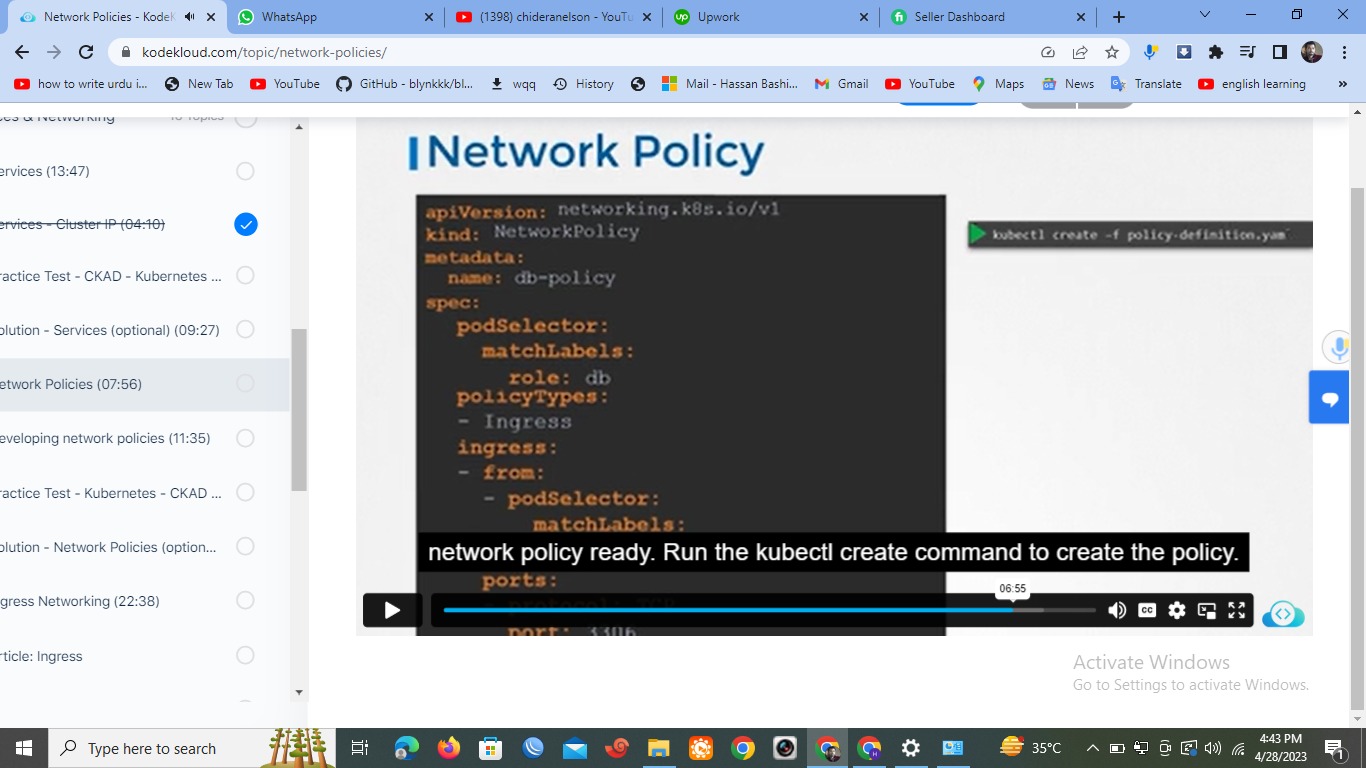 Network Policies - KodeK
WhatsApp
(1398) chideranelson - YouTu
Upwork
Seller Dashboard
kodekloud.com/topic/network-policies/
how to write urdu i...
New Tab
YouTube
GitHub - blynkkk/bl...
wqq
History
Mail - Hassan Bashi...
Gmail
YouTube
Maps
News
Translate
english learning
»
ces & Networking
10 Topics
ervices (13:47)
ervices - Cluster IP (04:10)
ractice Test - CKAD - Kubernetes ...
olution - Services (optional) (09:27)
etwork Policies (07:56)
eveloping network policies (11:35)
ractice Test - Kubernetes - CKAD ...
olution - Network Policies (option...
gress Networking (22:38)
rticle: Ingress
Network Policy
apiVersion: networking.k8s.io/v1
kind: NetworkPolicy
metadata:
name: db-policy
spec:
podSelector:
matchLabels:
role: db
policyTypes:
- Ingress
ingress:
- from:
- podSelector:
matchLabels:
ports:
- protocol: TCP
port: 3306
kubectl create -f policy-definition.yam
network policy ready. Run the kubectl create command to create the policy.
06:55
CC
Activate Windows
Go to Settings to activate Windows.
Type here to search
35°C
4:43 PM
4/28/2023
1